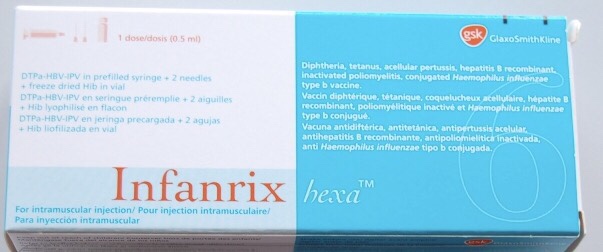 1 dose/dosis (0.5 ml)
gsk GlaxoSmithKline
DTPa-HBV-IPV in prefilled syringe + 2 needles
+ freeze dried Hib in vial
DTPa-HBV-IPV en seringue préremplie + 2 aiguilles
+ Hib lyophilisé en flacon
DTPa-HBV-IPV en jeringa precargada + 2 agujas
+ Hib liofilizada en vial
Diphtheria, tetanus, acellular pertussis, hepatitis B recombinant,
inactivated poliomyelitis, conjugated Haemophilus influenzae
type b vaccine.
Vaccin diphtérique, tétanique, coquelucheux acellulaire, hépatite B
recombinant, poliomyélitique inactivé et Haemophilus influenzae
type b conjugué.
Vacuna antidiftérica, antitetánica, antipertussis acelular,
antihepatitis B recombinante, antipoliomielítica inactivada,
anti Haemophilus influenzae tipo b conjugada.
6
Infanrix hexa™
For intramuscular injection/ Pour injection intramusculaire/
Para inyección intramuscular